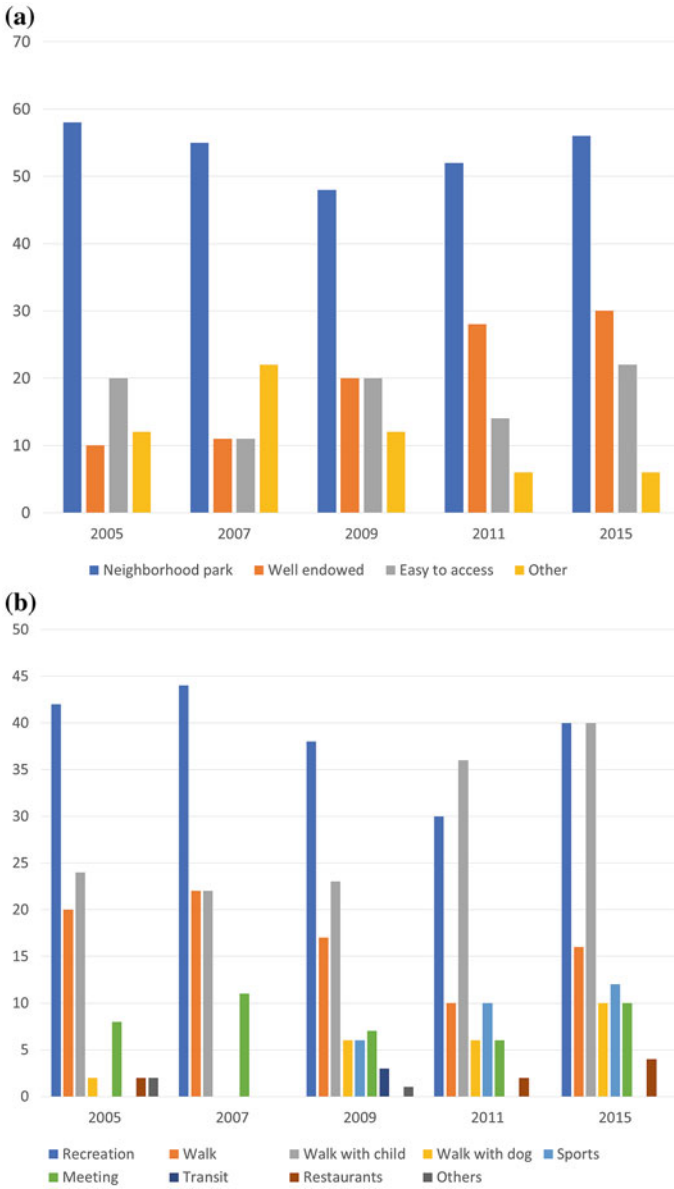 (a)
70
60
50
40
30
20
10
0
2005 2007 2009 2011 2015
Neighborhood park Well endowed Easy to access Other
(b)
50
45
40
35
30
25
20
15
10
5
0
2005 2007 2009 2011 2015
Recreation Walk Walk with child Walk with dog Sports
Meeting Transit Restaurants Others